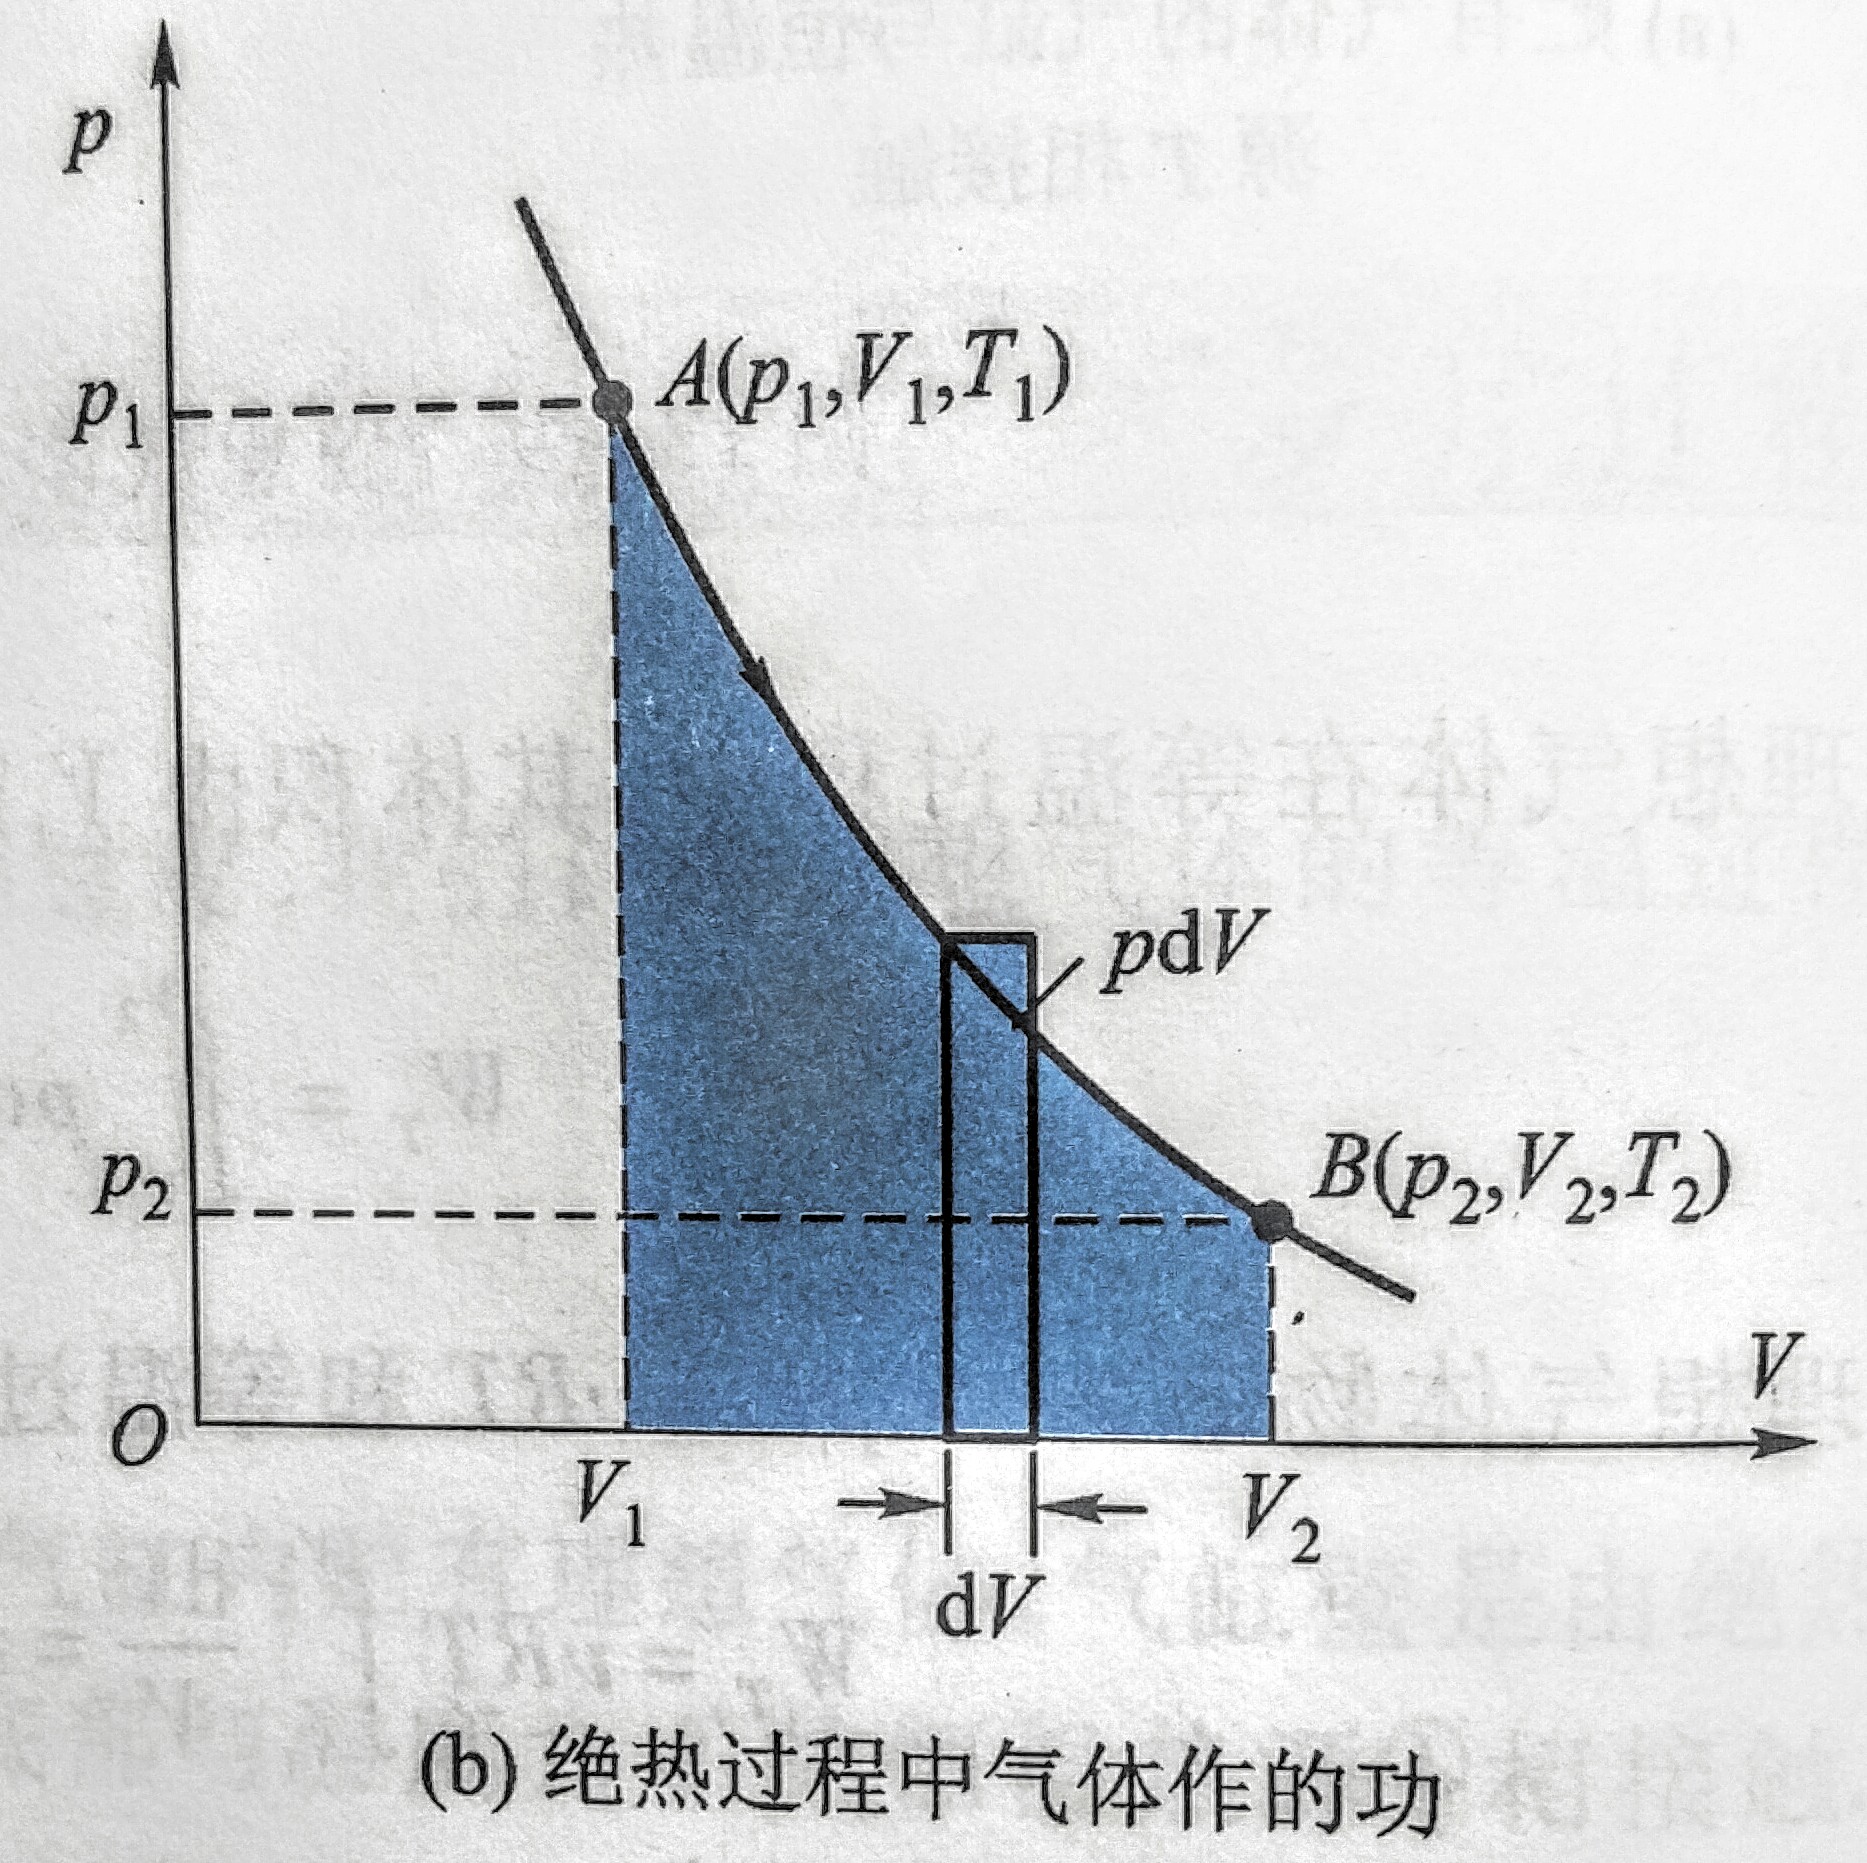 p
A(p₁,V₁,T₁)
p₁
pdV
B(p₂,V₂,T₂)
p₂
V
O
V₁
V₂
dV
(b) 绝热过程中气体作的功